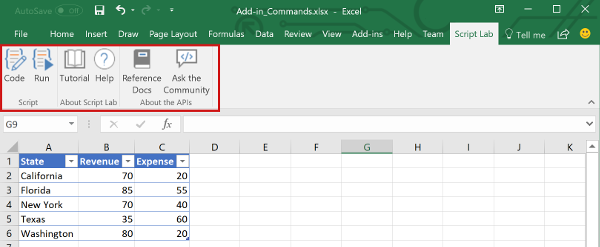 AutoSave Off Add-in_Commands.xlsx - Excel
File Home Insert Draw Page Layout Formulas Data Review View Add-ins Help Team Script Lab Tell me
Code Run Tutorial Help Reference Docs Ask the Community
Script About Script Lab About the APIs
G9 fx
A B C D E F G H I J K
1 State Revenue Expense
2 California 70 20
3 Florida 85 55
4 New York 70 40
5 Texas 35 60
6 Washington 80 20